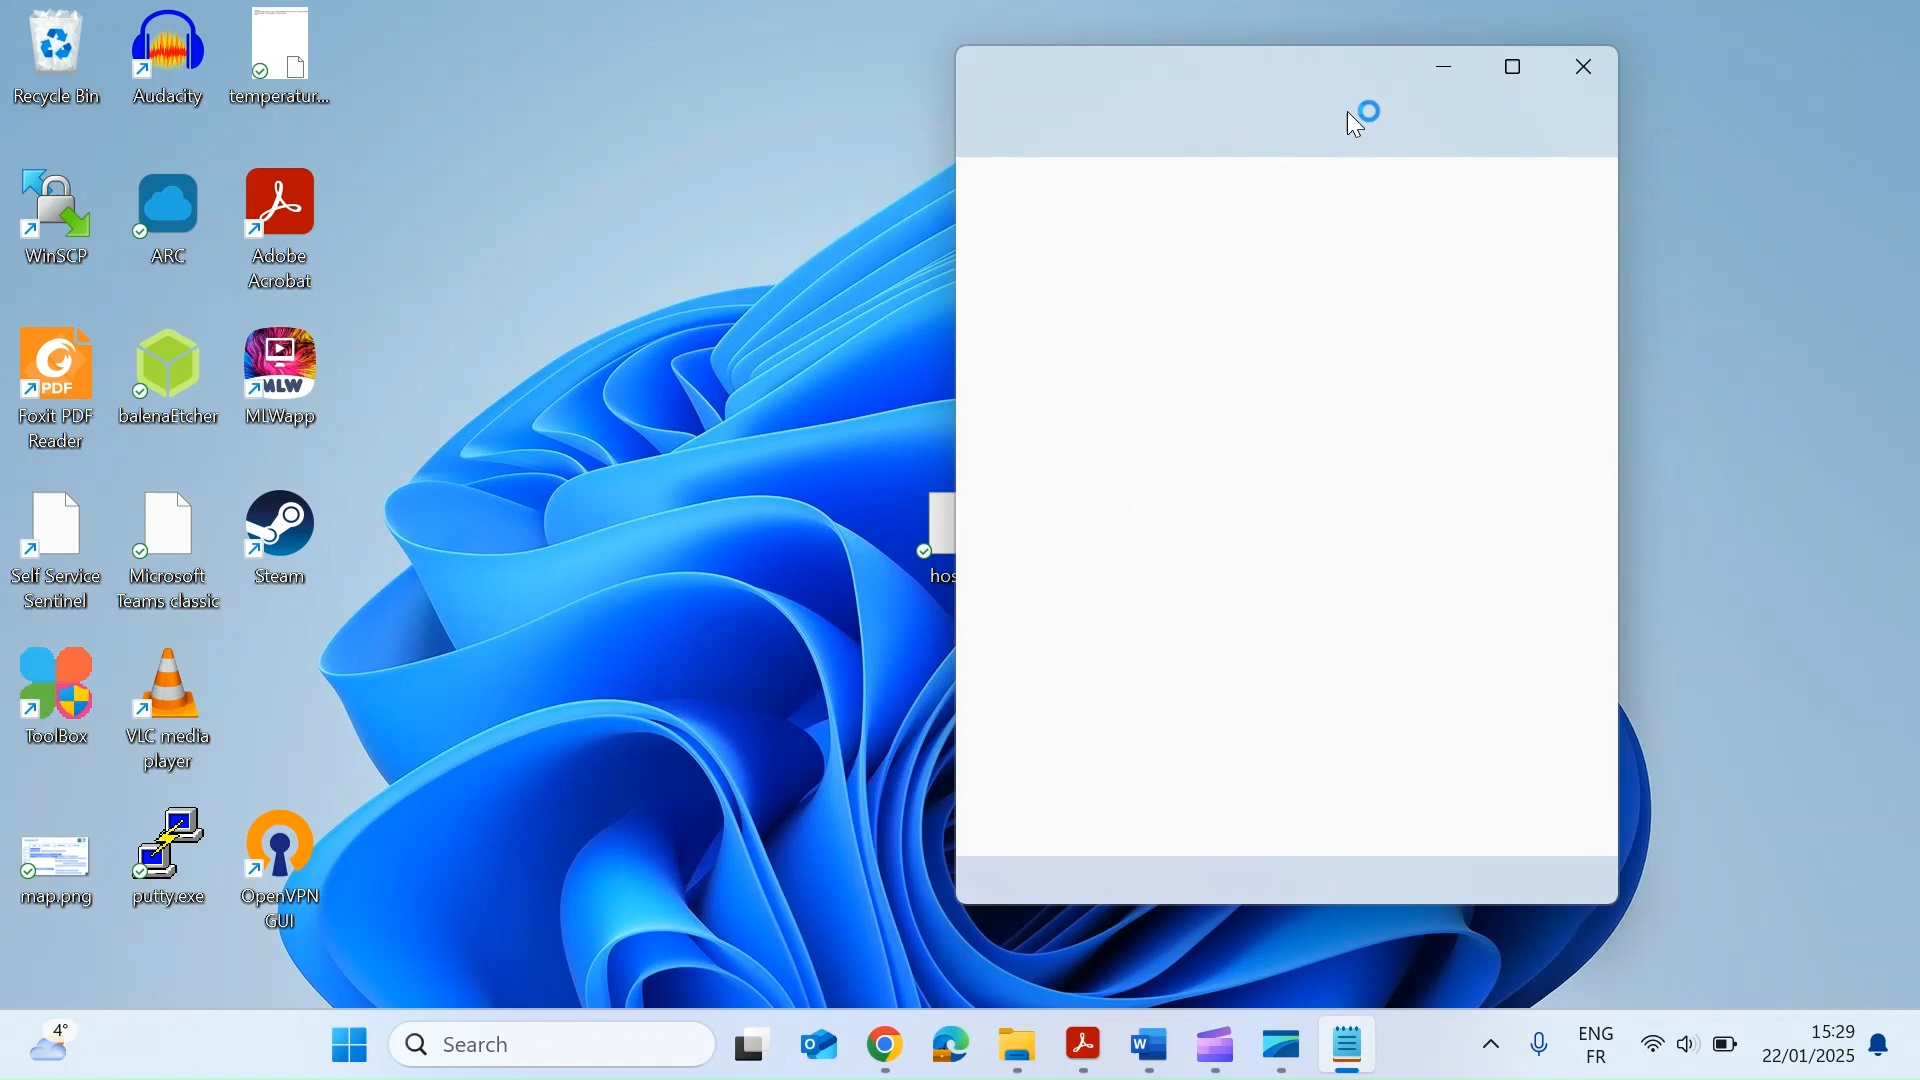 Recycle Bin
Audacity
temperatur...
WinSCP
ARC
Adobe
Acrobat
PDF
Foxit PDF
Reader
balenaEtcher
MLW
MLWapp
Self Service
Sentinel
Microsoft
Teams classic
Steam
hos
ToolBox
VLC media
player
map.png
putty.exe
OpenVPN
GUI
4°
Search
ENG
FR
15:29
22/01/2025